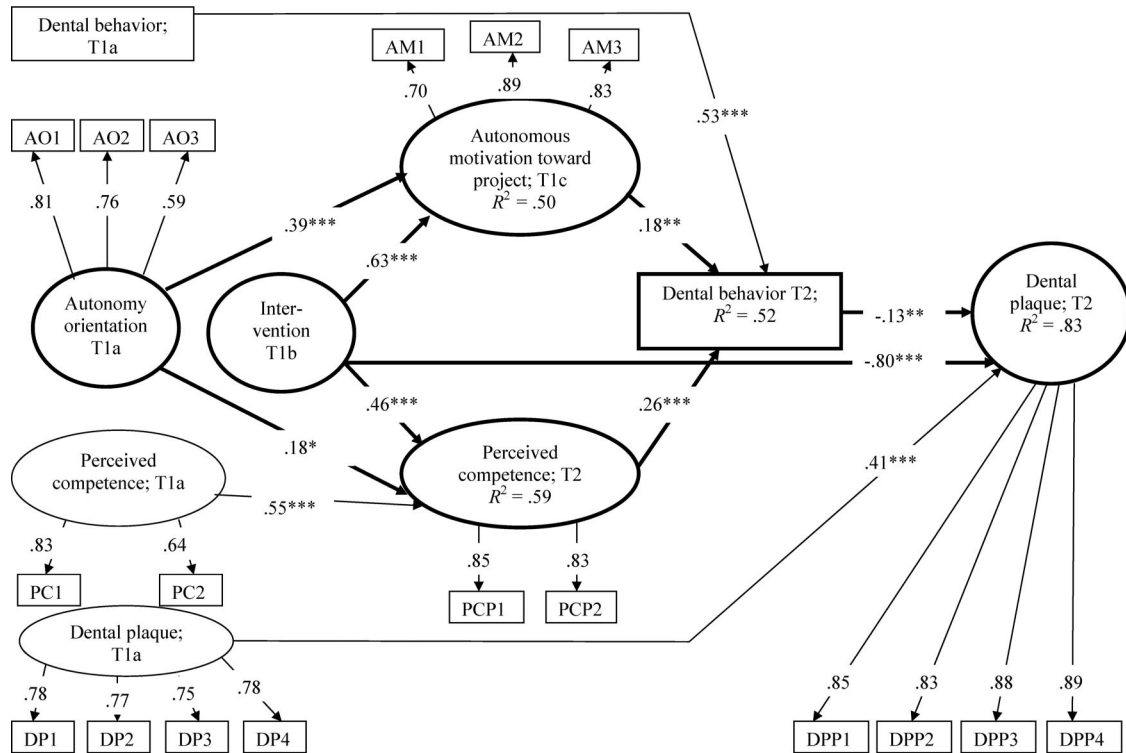 Dental behavior;
T1a
AM1
AM2
AM3
.70
.89
.83
.53***
AO1
AO2
AO3
.81
.76
.59
Autonomous
motivation toward
project; T1c
R² = .50
.39***
.63***
.18**
Autonomy
orientation
T1a
Inter-
vention
T1b
Dental behavior T2;
R² = .52
-.13**
Dental
plaque; T2
R² = .83
-.80***
.46***
.18*
.26***
.41***
Perceived
competence; T1a
.55***
Perceived
competence; T2
R² = .59
.83
.64
PC1
PC2
.85
.83
PCP1
PCP2
Dental plaque;
T1a
.78
.77
.75
.78
DP1
DP2
DP3
DP4
.85
.83
.88
.89
DPP1
DPP2
DPP3
DPP4